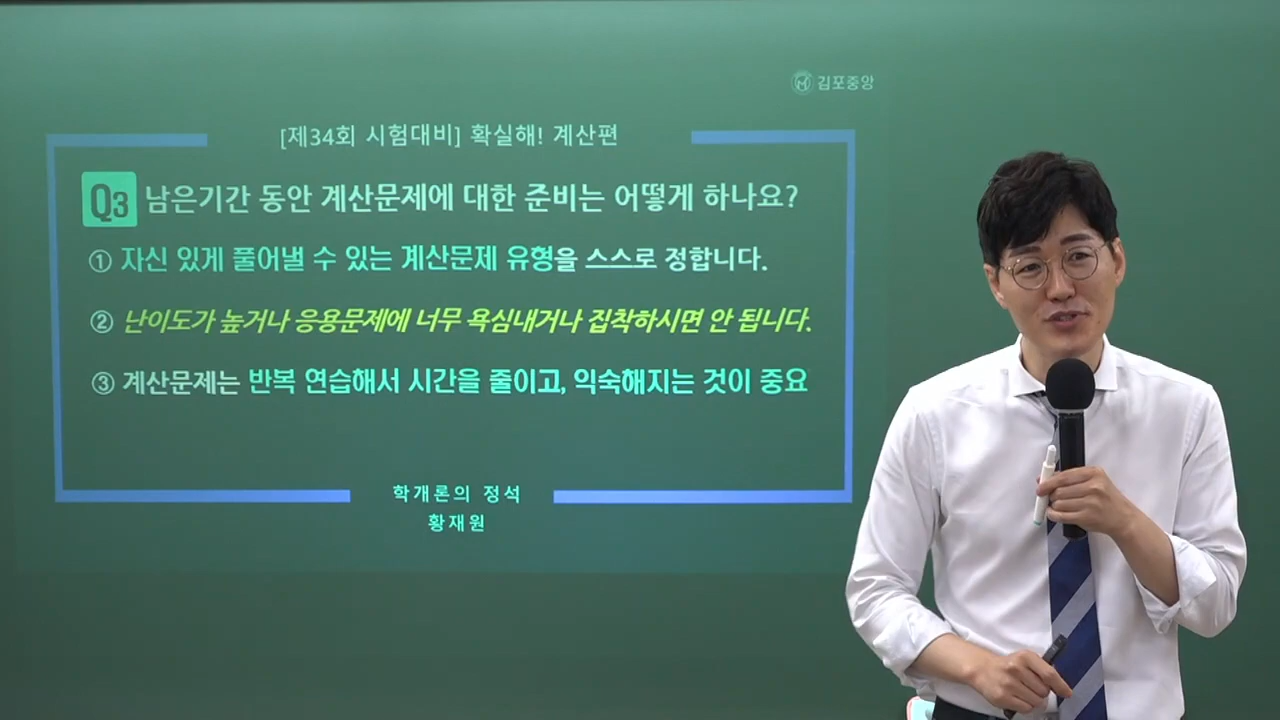 김포중앙
[제34회 시험대비] 확실해! 계산편
Q3 남은기간 동안 계산문제에 대한 준비는 어떻게 하나요?
① 자신 있게 풀어낼 수 있는 계산문제 유형을 스스로 정합니다.
② 난이도가 높거나 응용문제에 너무 욕심내거나 집착하시면 안 됩니다.
③ 계산문제는 반복 연습해서 시간을 줄이고, 익숙해지는 것이 중요
학개론의 정석
황재원